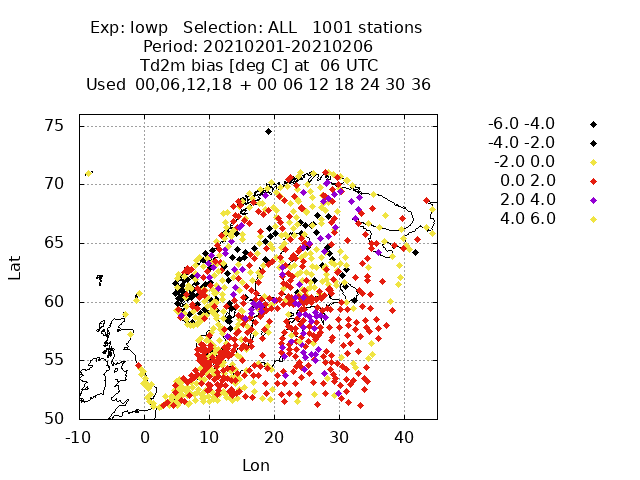 Exp: lowp   Selection: ALL   1001 stations
Period: 20210201-20210206
Td2m bias [deg C] at  06 UTC
Used  00,06,12,18 + 00 06 12 18 24 30 36
75
70
65
60
55
50
-10 0 10 20 30 40
Lat
Lon
-6.0 -4.0
-4.0 -2.0
-2.0 0.0
0.0 2.0
2.0 4.0
4.0 6.0